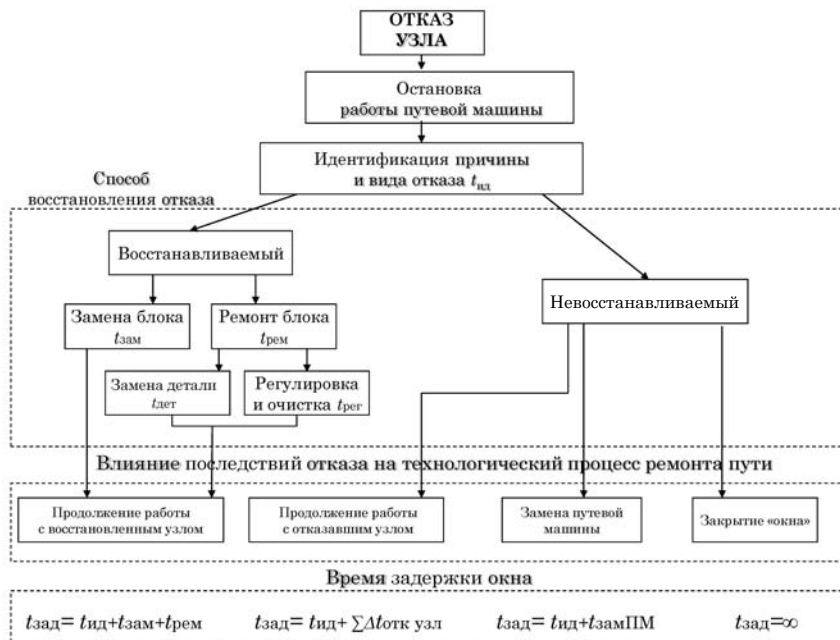 ОТКАЗ
УЗЛА
Остановка
работы путевой машины
Идентификация причины
и вида отказа tид
Способ
восстановления отказа
Восстанавливаемый
Невосстанавливаемый
Замена блока
tзам
Ремонт блока
tрем
Замена детали
tдет
Регулировка
и очистка tрег
Влияние последствий отказа на технологический процесс ремонта пути
Продолжение работы
с восстановленным узлом
Продолжение работы
с отказавшим узлом
Замена путевой
машины
Закрытие «окна»
Время задержки окна
tзад= tид+tзам+tрем
tзад= tид+ ∑Δtотк узл
tзад= tид+tзамПМ
tзад=∞